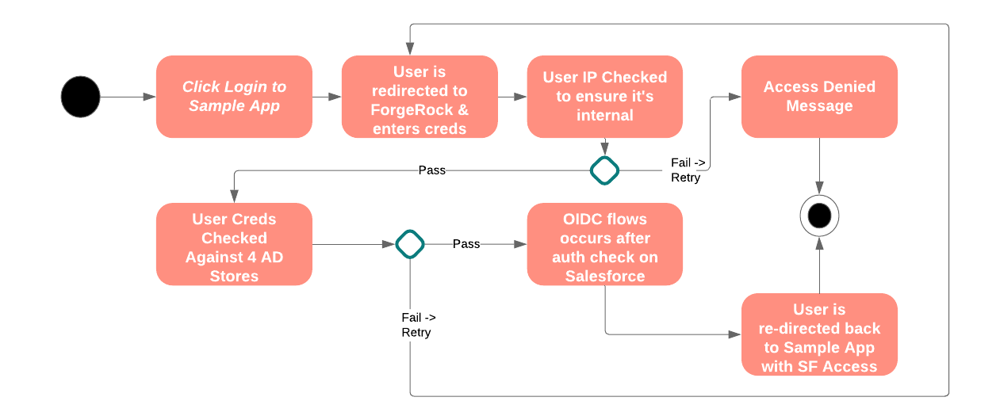 Click Login to
Sample App
User is
redirected to
ForgeRock &
enters creds
User IP Checked
to ensure it's
internal
Access Denied
Message
Pass
Fail ->
Retry
User Creds
Checked
Against 4 AD
Stores
Pass
OIDC flows
occurs after
auth check on
Salesforce
Fail ->
Retry
User is
re-directed back
to Sample App
with SF Access